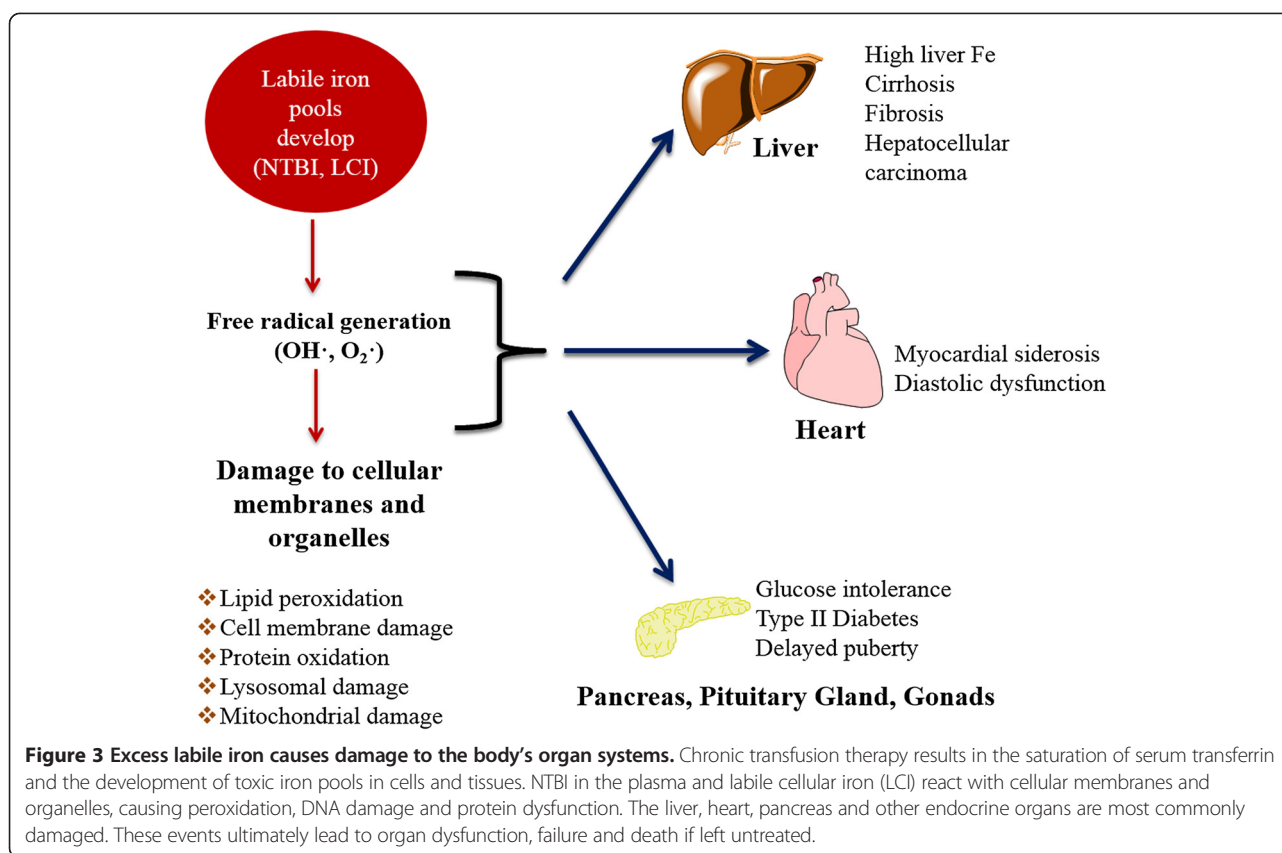 Labile iron
pools
develop
(NTBI, LCI)
Free radical generation
(OH·, O₂·)
Damage to cellular
membranes and
organelles
❖ Lipid peroxidation
❖ Cell membrane damage
❖ Protein oxidation
❖ Lysosomal damage
❖ Mitochondrial damage
Liver
High liver Fe
Cirrhosis
Fibrosis
Hepatocellular
carcinoma
Myocardial siderosis
Diastolic dysfunction
Heart
Glucose intolerance
Type II Diabetes
Delayed puberty
Pancreas, Pituitary Gland, Gonads
Figure 3 Excess labile iron causes damage to the body's organ systems. Chronic transfusion therapy results in the saturation of serum transferrin
and the development of toxic iron pools in cells and tissues. NTBI in the plasma and labile cellular iron (LCI) react with cellular membranes and
organelles, causing peroxidation, DNA damage and protein dysfunction. The liver, heart, pancreas and other endocrine organs are most commonly
damaged. These events ultimately lead to organ dysfunction, failure and death if left untreated.